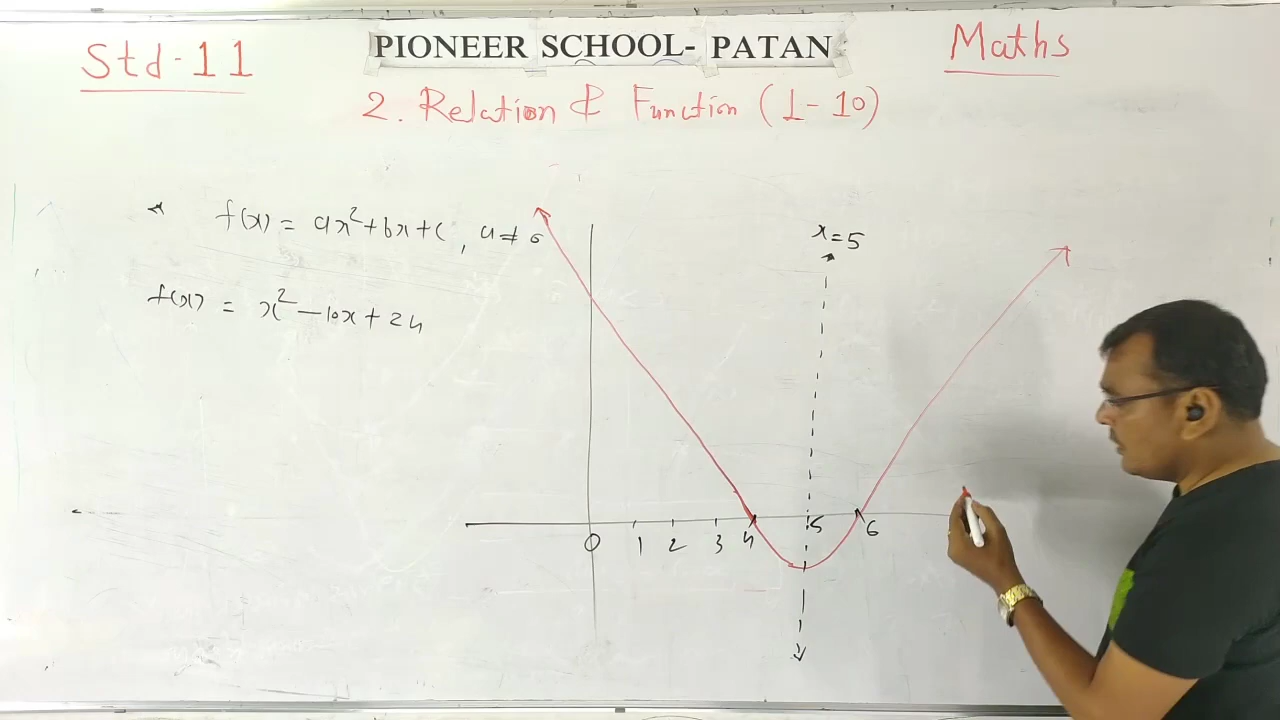 Std-11
PIONEER SCHOOL- PATAN
Maths
2. Relation & Function (1-10)
f(x) = ax²+bx+c, a≠0
f(x) = x²-10x+24
x=5
0 1 2 3 4 5 6